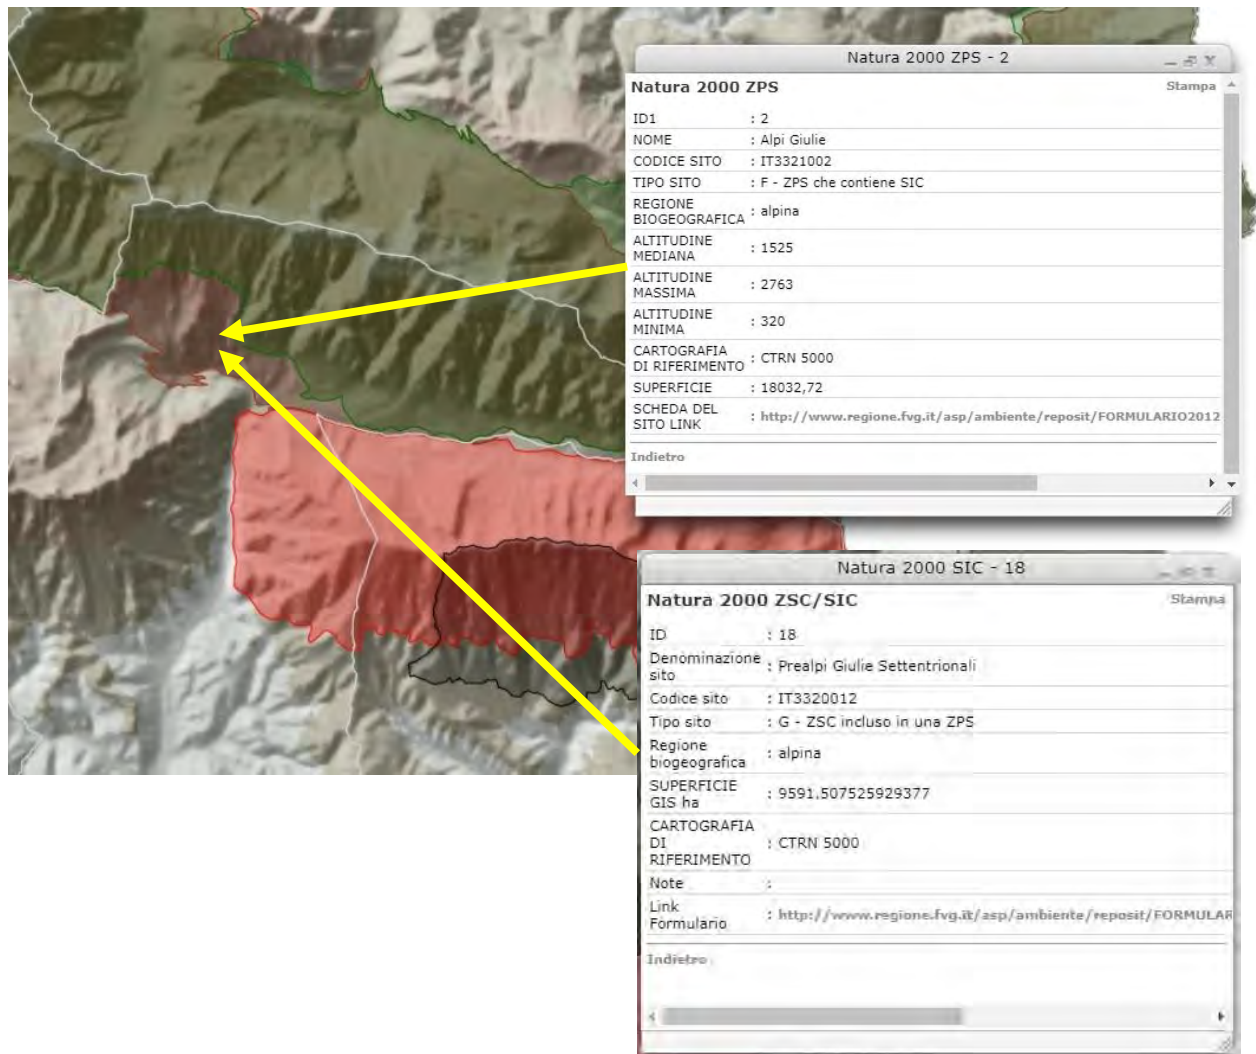 Natura 2000 ZPS - 2
Natura 2000 ZPS Stampa
ID1 : 2
NOME : Alpi Giulie
CODICE SITO : IT3321002
TIPO SITO : F - ZPS che contiene SIC
REGIONE
BIOGEOGRAFICA : alpina
ALTITUDINE
MEDIANA : 1525
ALTITUDINE
MASSIMA : 2763
ALTITUDINE
MINIMA : 320
CARTOGRAFIA
DI RIFERIMENTO : CTRN 5000
SUPERFICIE : 18032,72
SCHEDA DEL
SITO LINK : http://www.regione.fvg.it/asp/ambiente/reposit/FORMULARIO2012
Indietro
Natura 2000 SIC - 18
Natura 2000 ZSC/SIC Stampa
ID : 18
Denominazione
sito : Prealpi Giulie Settentrionali
Codice sito : IT3320012
Tipo sito : G - ZSC incluso in una ZPS
Regione
biogeografica : alpina
SUPERFICIE
GIS ha : 9591,507525929377
CARTOGRAFIA
DI
RIFERIMENTO : CTRN 5000
Note :
Link
Formulario : http://www.regione.fvg.it/asp/ambiente/reposit/FORMULAR
Indietro